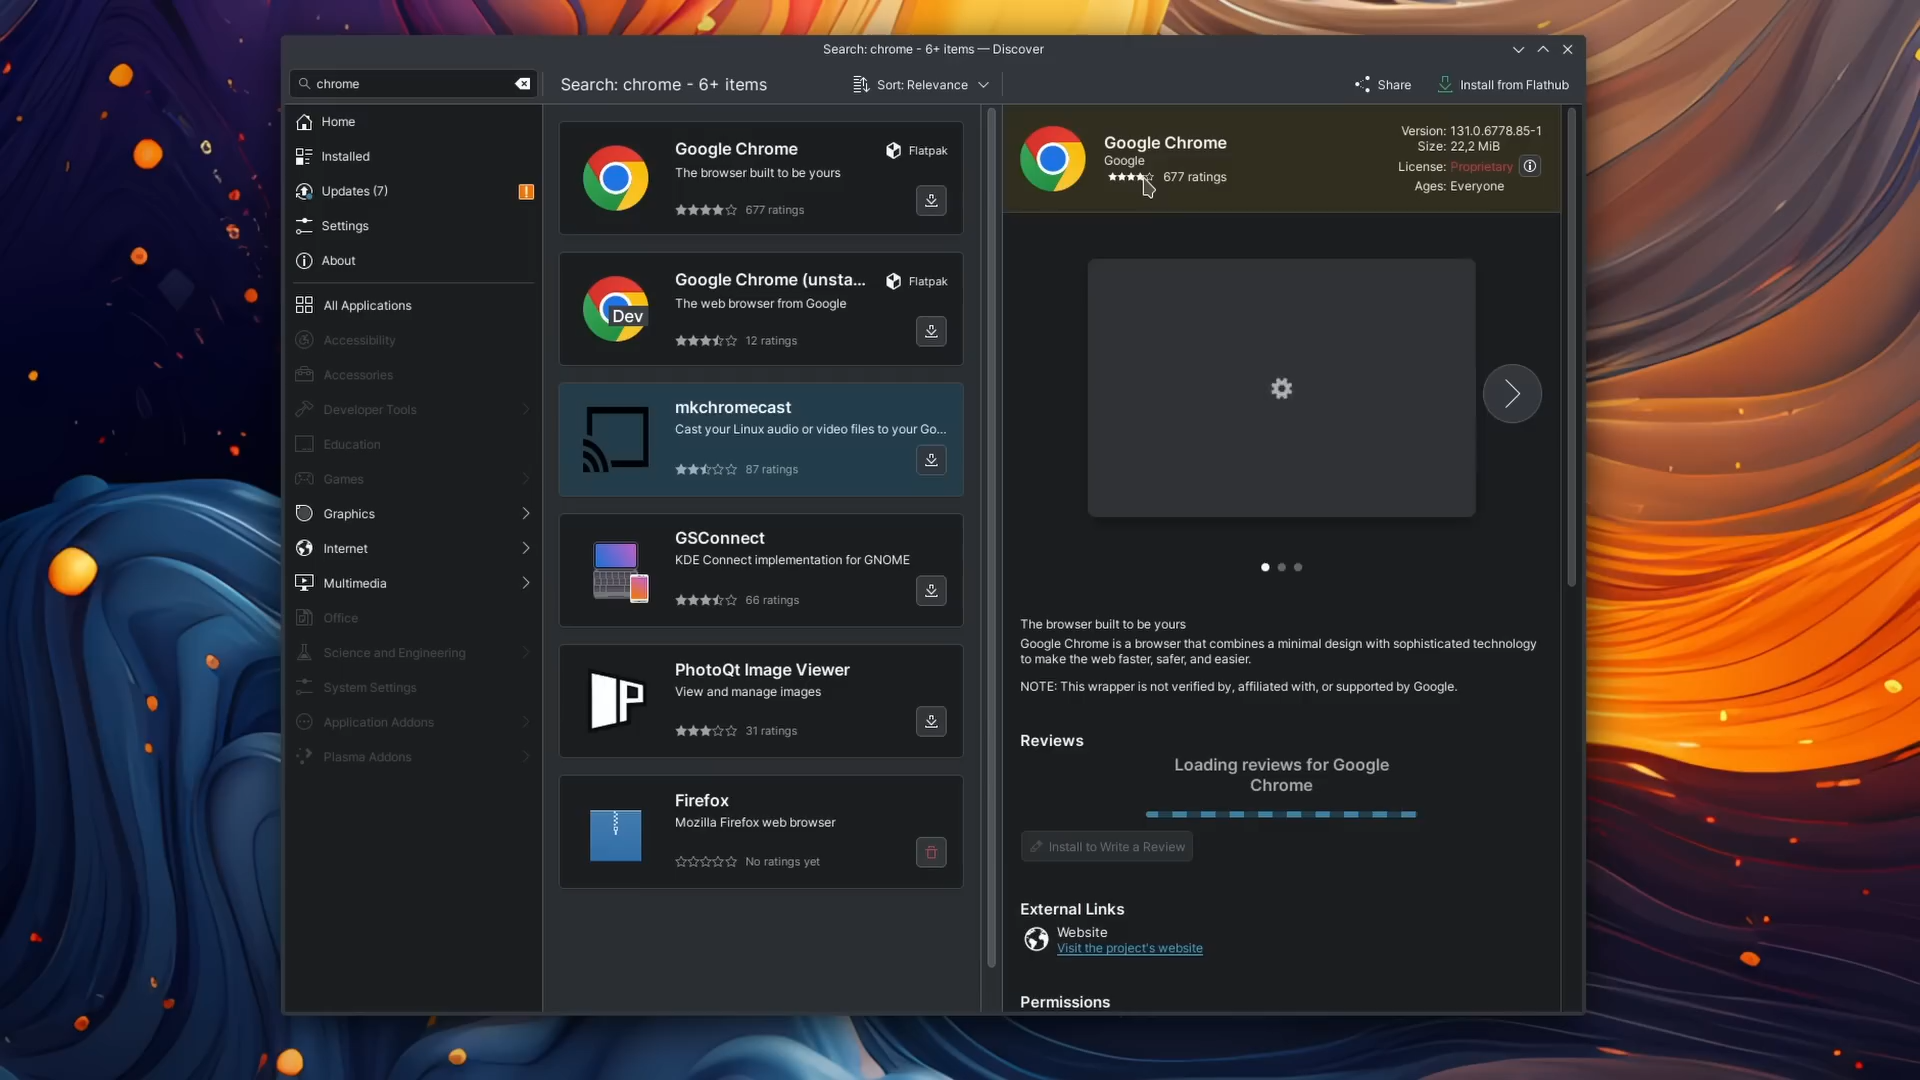 Search: chrome - 6+ items — Discover
chrome
Search: chrome - 6+ items
Sort: Relevance
Share
Install from Flathub
Home
Installed
Updates (7)
Settings
About
All Applications
Accessibility
Accessories
Developer Tools
Education
Games
Graphics
Internet
Multimedia
Office
Science and Engineering
System Settings
Application Addons
Plasma Addons
Google Chrome
Flatpak
The browser built to be yours
677 ratings
Google Chrome (unsta...
Flatpak
The web browser from Google
Dev
12 ratings
mkchromecast
Cast your Linux audio or video files to your Go...
87 ratings
GSConnect
KDE Connect implementation for GNOME
66 ratings
PhotoQt Image Viewer
View and manage images
31 ratings
Firefox
Mozilla Firefox web browser
No ratings yet
Google Chrome
Google
677 ratings
Version: 131.0.6778.85-1
Size: 22,2 MiB
License: Proprietary
Ages: Everyone
The browser built to be yours
Google Chrome is a browser that combines a minimal design with sophisticated technology
to make the web faster, safer, and easier.
NOTE: This wrapper is not verified by, affiliated with, or supported by Google.
Reviews
Loading reviews for Google
Chrome
Install to Write a Review
External Links
Website
Visit the project's website
Permissions